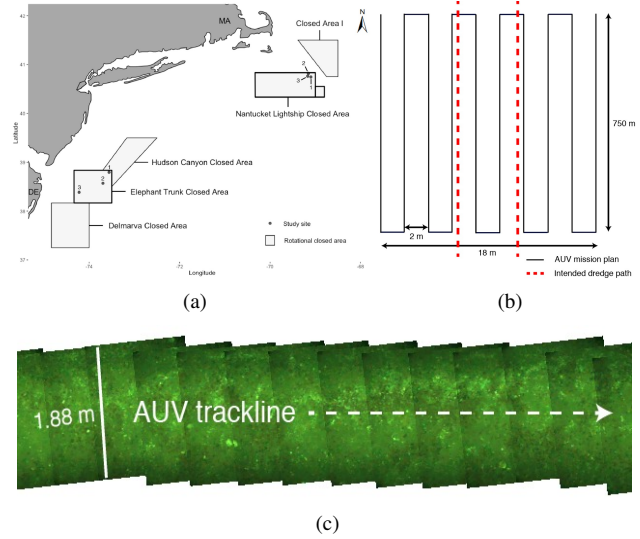 MA
Closed Area I
2
3
1
Nantucket Lightship Closed Area
Hudson Canyon Closed Area
1
2
3
Elephant Trunk Closed Area
DE
Delmarva Closed Area
Study site
Rotational closed area
Latitude
Latitude
42
41
40
39
38
37
-74
-72
-70
-68
Longitude
(a)
N
750 m
2 m
18 m
AUV mission plan
Intended dredge path
(b)
1.88 m
AUV trackline
(c)